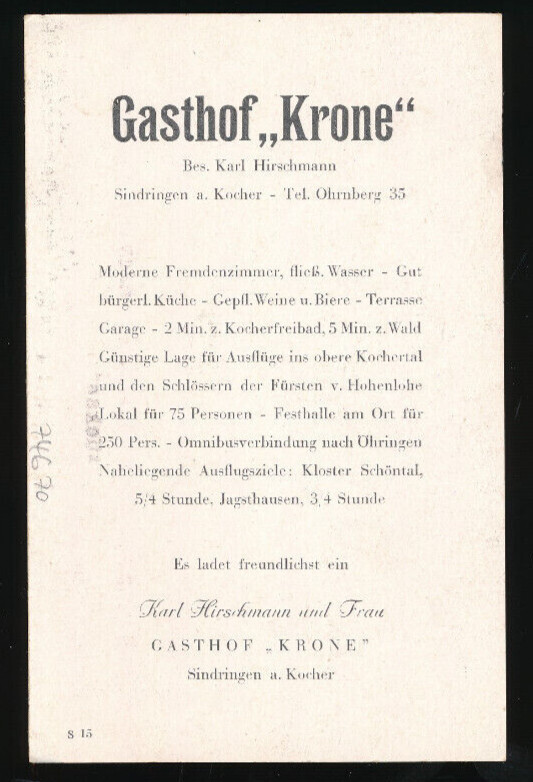 Gasthof „Krone“
Bes. Karl Hirschmann
Sindringen a. Kocher - Tel. Ohrnberg 35
Moderne Fremdenzimmer, fließ. Wasser - Gut
bürgerl. Küche - Gepfl. Weine u. Biere - Terrasse
Garage - 2 Min. z. Kocherfreibad, 5 Min. z. Wald
Günstige Lage für Ausflüge ins obere Kochertal
und den Schlössern der Fürsten v. Hohenlohe
Lokal für 75 Personen - Festhalle am Ort für
250 Pers. - Omnibusverbindung nach Öhringen
Naheliegende Ausflugsziele: Kloster Schöntal,
5/4 Stunde, Jagsthausen, 3/4 Stunde
Es ladet freundlichst ein
Karl Hirschmann und Frau
GASTHOF „KRONE”
Sindringen a. Kocher
S 15
74670